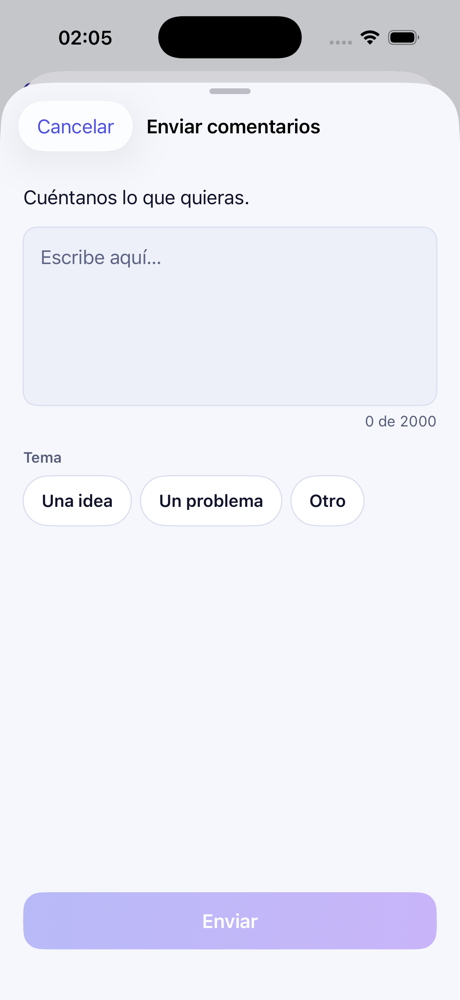 02:05
Cancelar Enviar comentarios
Cuéntanos lo que quieras.
Escribe aquí...
0 de 2000
Tema
Una idea Un problema Otro
Enviar